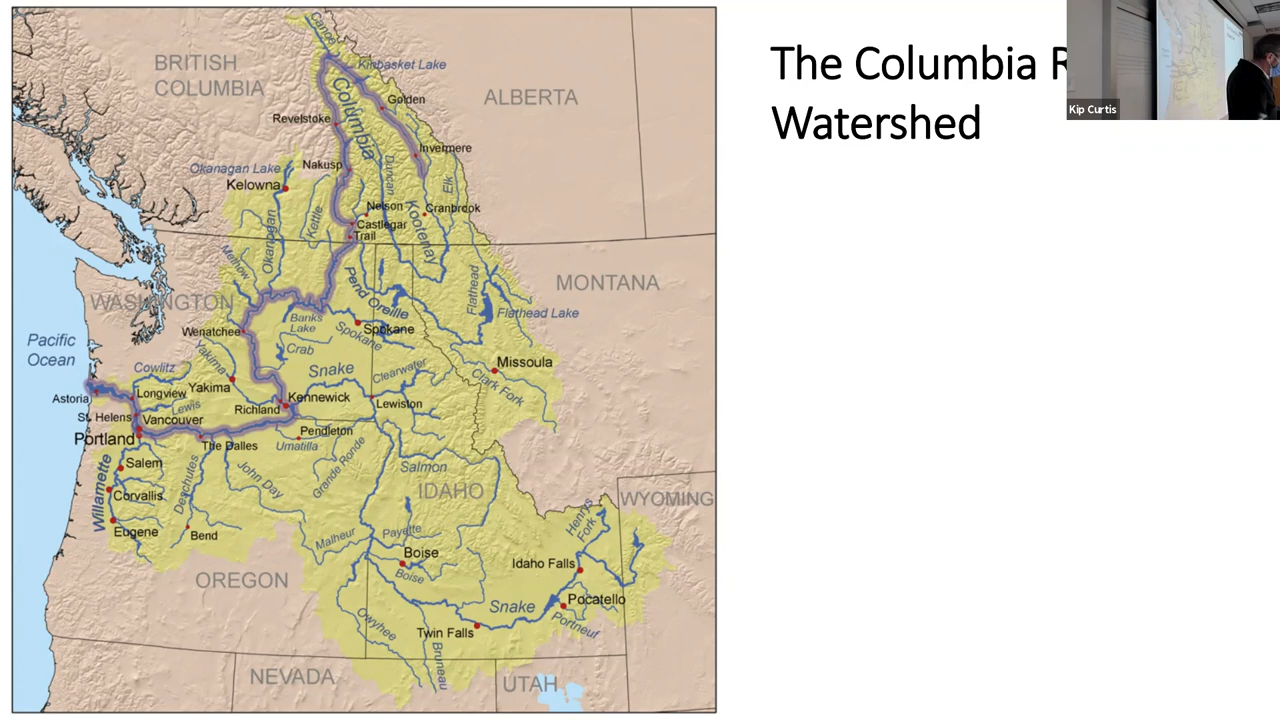 The Columbia R
Watershed
Kip Curtis
Canoe
BRITISH
COLUMBIA
Kinbasket Lake
ALBERTA
Golden
Columbia
Revelstoke
Invermere
Nakusp
Okanagan Lake
Kelowna
Duncan
Elk
Nelson
Cranbrook
Kettle
Kootenay
Castlegar
Trail
Okanagan
Methow
MONTANA
Pend Oreille
Flathead
WASHINGTON
Flathead Lake
Banks
Lake
Wenatchee
Spokane
Spokane
Pacific
Ocean
Crab
Yakima
Missoula
Cowlitz
Snake
Clearwater
Clark Fork
Yakima
Astoria
Longview
Kennewick
Lewiston
Lewis
Richland
St. Helens
Vancouver
Portland
Pendleton
The Dalles
Umatilla
Salem
Willamette
Deschutes
John Day
Grande Ronde
Salmon
Corvallis
IDAHO
WYOMING
Eugene
Bend
Malheur
Payette
Henrys
Fork
Boise
Boise
Idaho Falls
OREGON
Snake
Pocatello
Portneuf
Owyhee
Twin Falls
Bruneau
NEVADA
UTAH